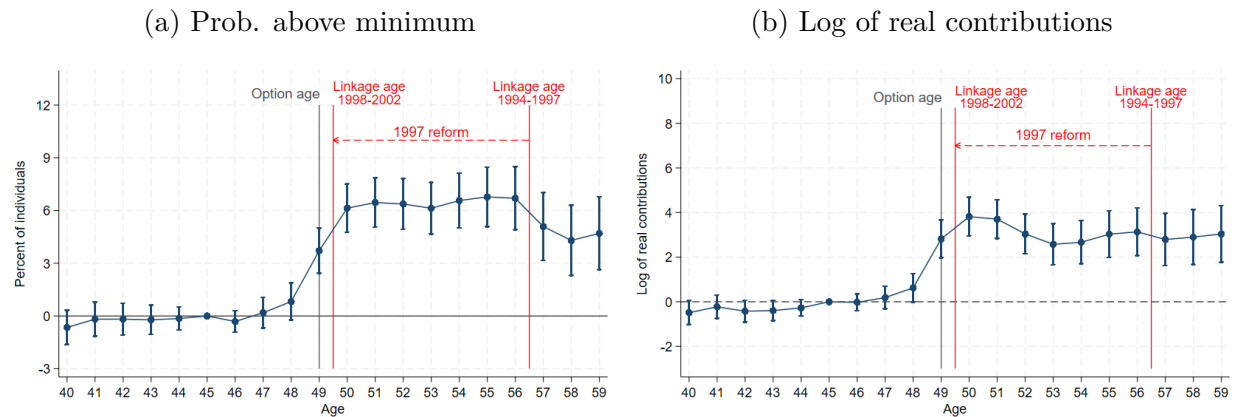 (a) Prob. above minimum
Option age
Linkage age
1998-2002
Linkage age
1994-1997
1997 reform
Percent of individuals
12
9
6
3
0
-3
40 41 42 43 44 45 46 47 48 49 50 51 52 53 54 55 56 57 58 59
Age
(b) Log of real contributions
Option age
Linkage age
1998-2002
Linkage age
1994-1997
1997 reform
Log of real contributions
10
8
6
4
2
0
-2
40 41 42 43 44 45 46 47 48 49 50 51 52 53 54 55 56 57 58 59
Age